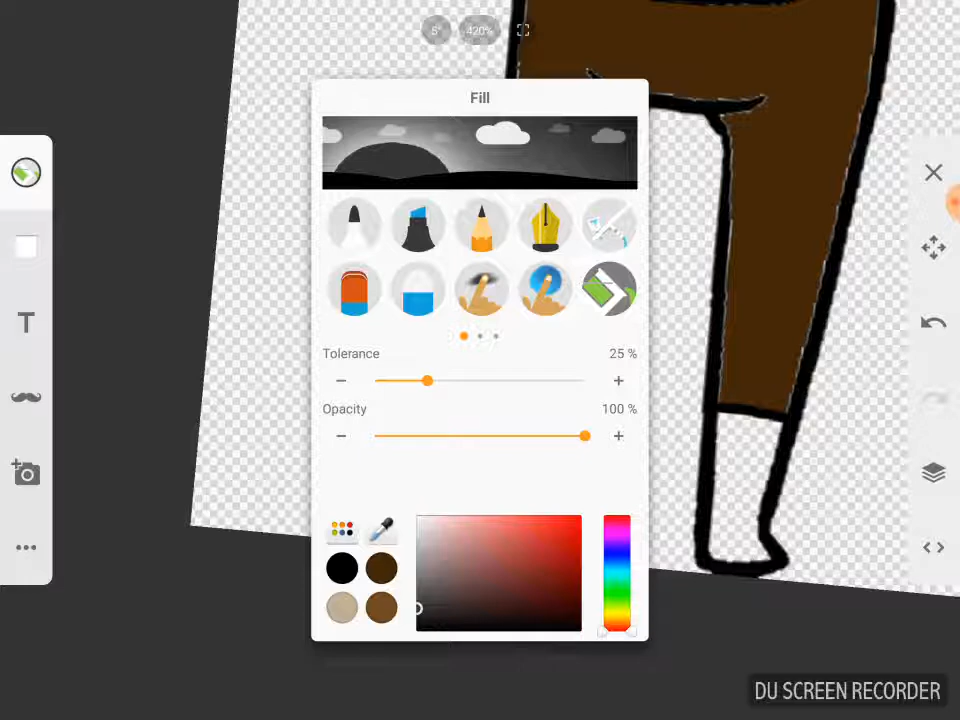 5°
420%
Fill
T
Tolerance
25 %
Opacity
100 %
DU SCREEN RECORDER